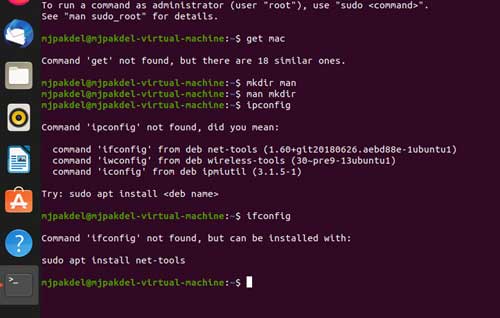 To run a command as administrator (user "root"), use "sudo <command>".
See "man sudo_root" for details.
mjpakdel@mjpakdel-virtual-machine:~$ get mac
Command 'get' not found, but there are 18 similar ones.
mjpakdel@mjpakdel-virtual-machine:~$ mkdir man
mjpakdel@mjpakdel-virtual-machine:~$ man mkdir
mjpakdel@mjpakdel-virtual-machine:~$ ipconfig
Command 'ipconfig' not found, did you mean:
command 'ifconfig' from deb net-tools (1.60+git20180626.aebd88e-1ubuntu1)
command 'iwconfig' from deb wireless-tools (30~pre9-13ubuntu1)
command 'iconfig' from deb ipmiutil (3.1.5-1)
Try: sudo apt install <deb name>
mjpakdel@mjpakdel-virtual-machine:~$ ifconfig
Command 'ifconfig' not found, but can be installed with:
sudo apt install net-tools
mjpakdel@mjpakdel-virtual-machine:~$